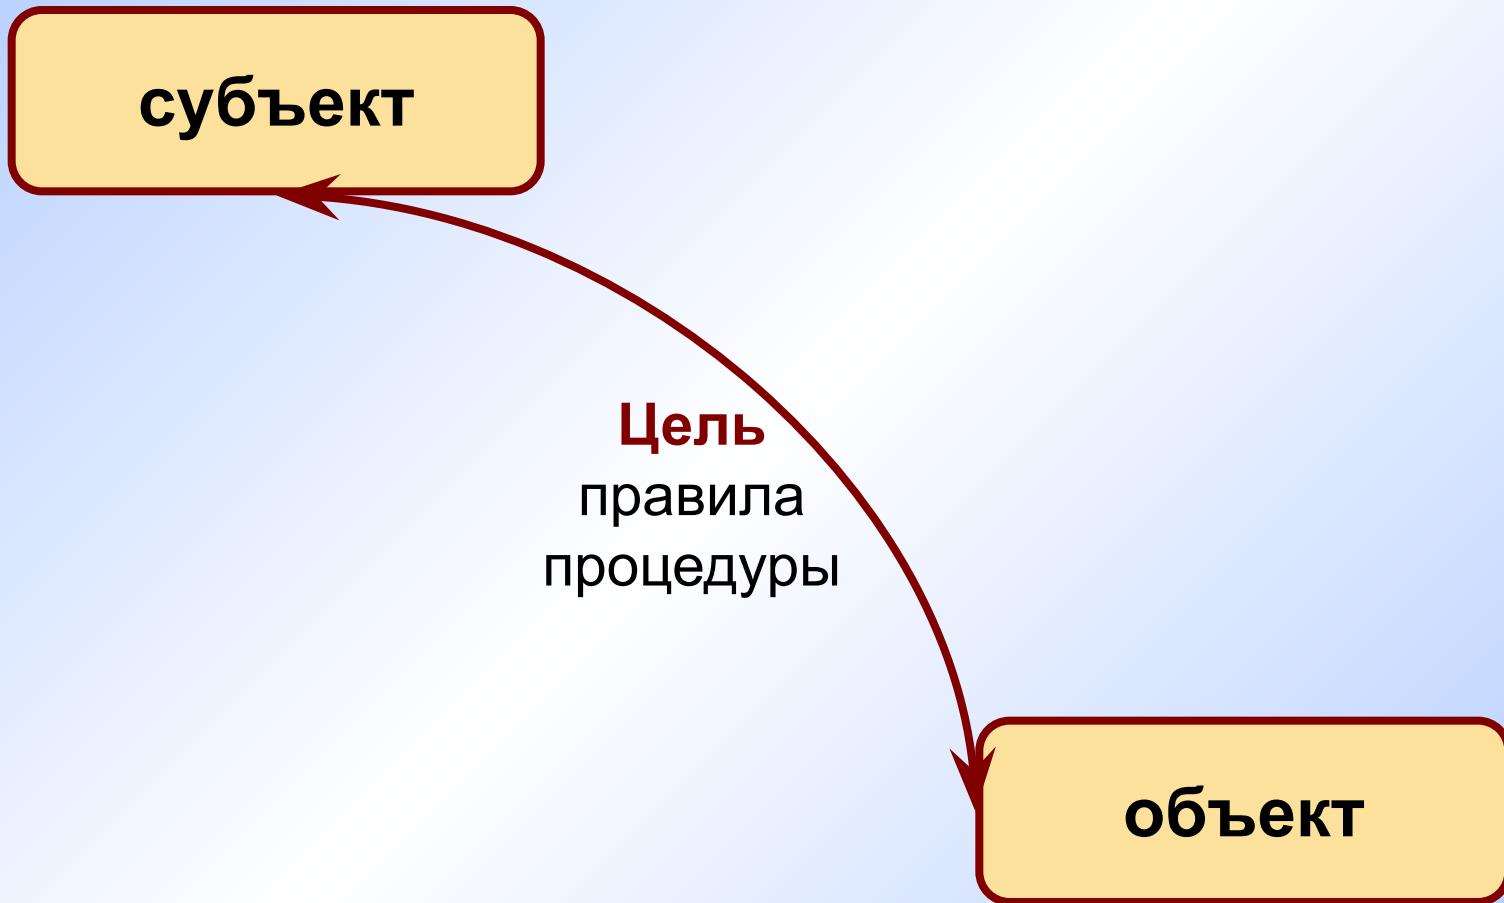 субъект
Цель
правила
процедуры
объект